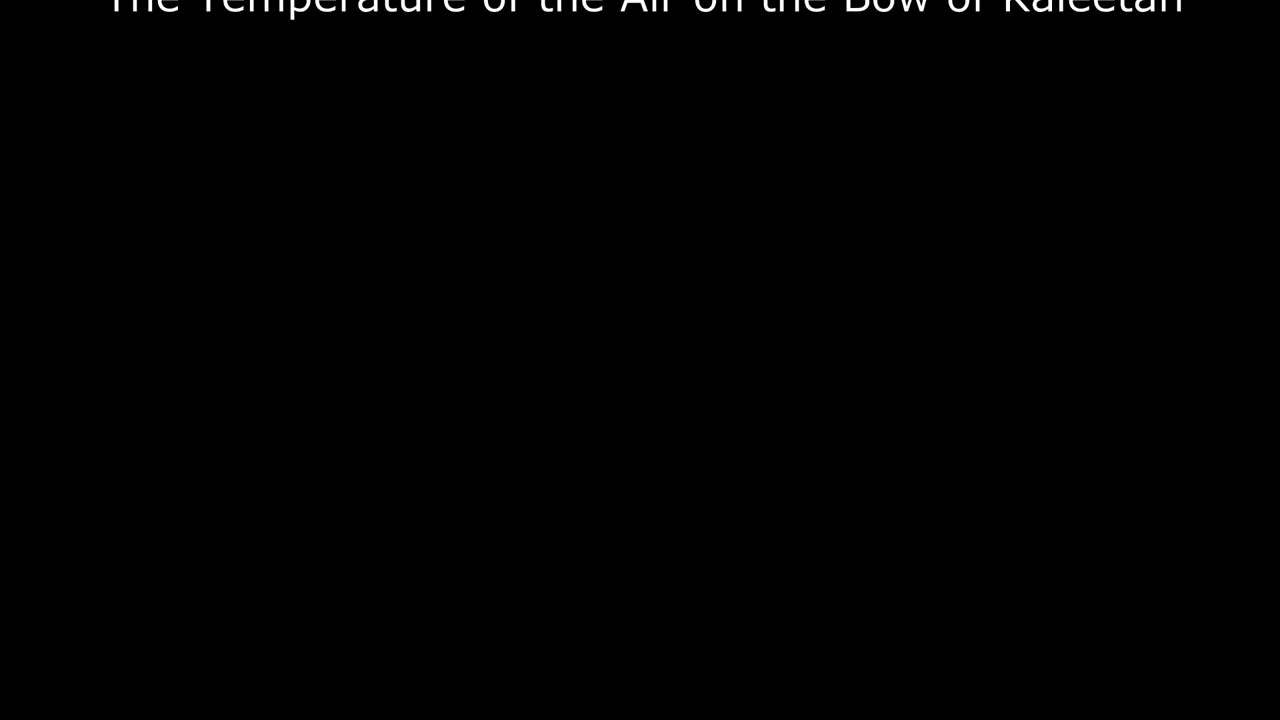 The Temperature of the Air on the Bow of Kaleetan